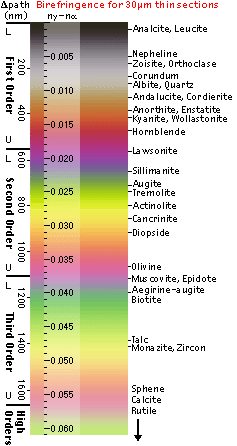 Δpath Birefringence for 30µm thin sections
(nm) nγ−nα
Analcite, Leucite
Nepheline
Zoisite, Orthoclase
Corundum
Albite, Quartz
Andalucite, Cordierite
Anorthite, Enstatite
Kyanite, Wollastonite
Hornblende
Lawsonite
Sillimanite
Augite
Tremolite
Actinolite
Cancrinite
Diopside
Olivine
Muscovite, Epidote
Aegirine-augite
Biotite
Talc
Monazite, Zircon
Sphene
Calcite
Rutile
0.005
0.010
0.015
0.020
0.025
0.030
0.035
0.040
0.045
0.050
0.055
0.060
200
400
600
800
1000
1200
1400
1600
First Order
Second Order
Third Order
High Orders
L
U
L
U
L
U
L